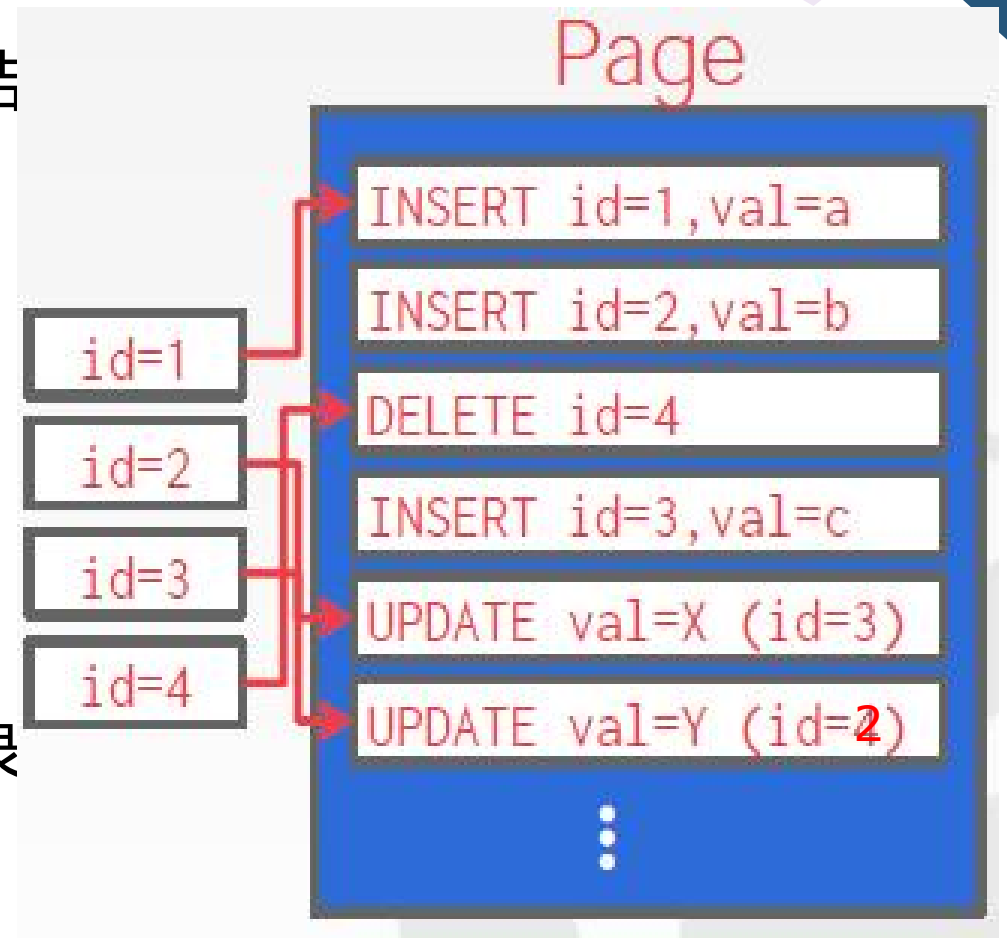 Page
INSERT id=1,val=a
INSERT id=2,val=b
id=1
DELETE id=4
id=2
INSERT id=3,val=c
id=3
UPDATE val=X (id=3)
id=4
UPDATE val=Y (id=2)